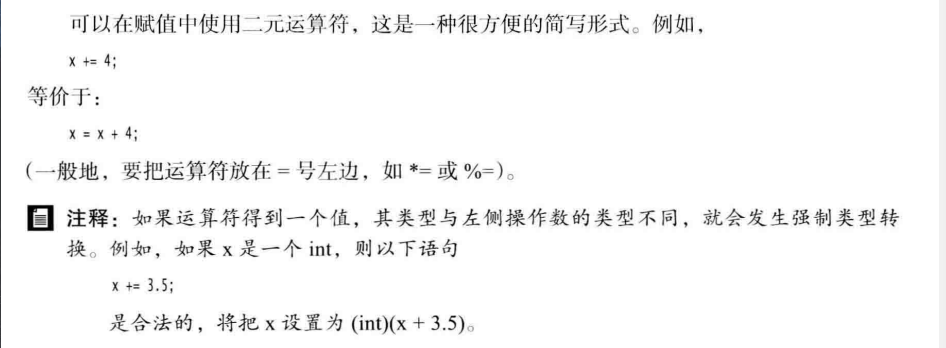 可以在赋值中使用二元运算符，这是一种很方便的简写形式。例如，
x += 4;
等价于：
x = x + 4;
(一般地，要把运算符放在 = 号左边，如 *= 或 %=)。
注释：如果运算符得到一个值，其类型与左侧操作数的类型不同，就会发生强制类型转
换。例如，如果 x 是一个 int，则以下语句
x += 3.5;
是合法的，将把 x 设置为 (int)(x + 3.5)。